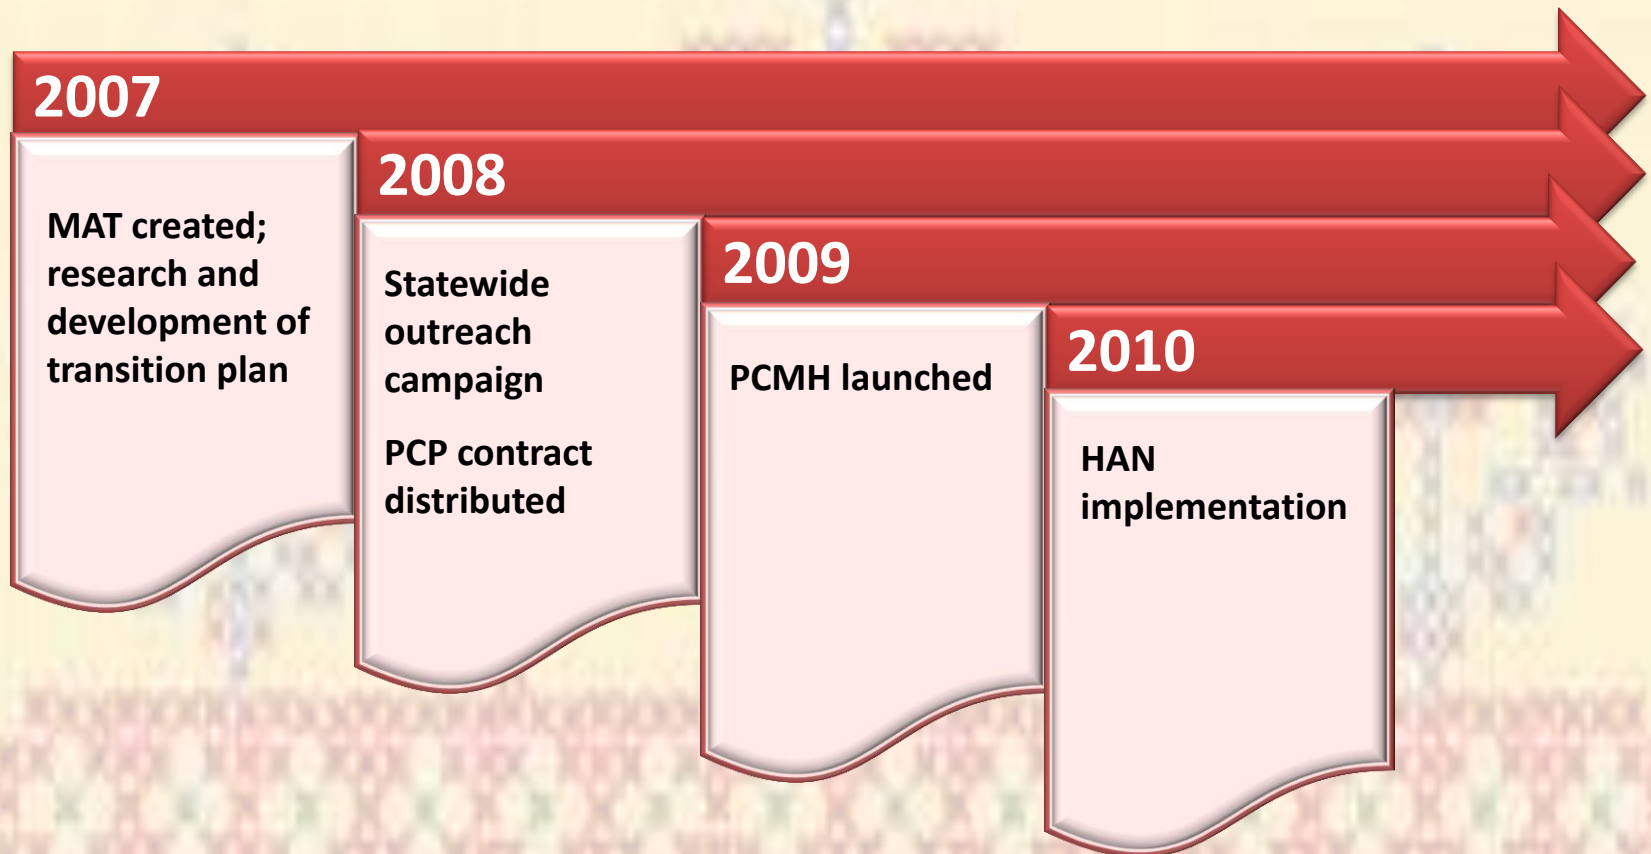 2007
MAT created;
research and
development of
transition plan
2008
Statewide
outreach
campaign
PCP contract
distributed
2009
PCMH launched
2010
HAN
implementation